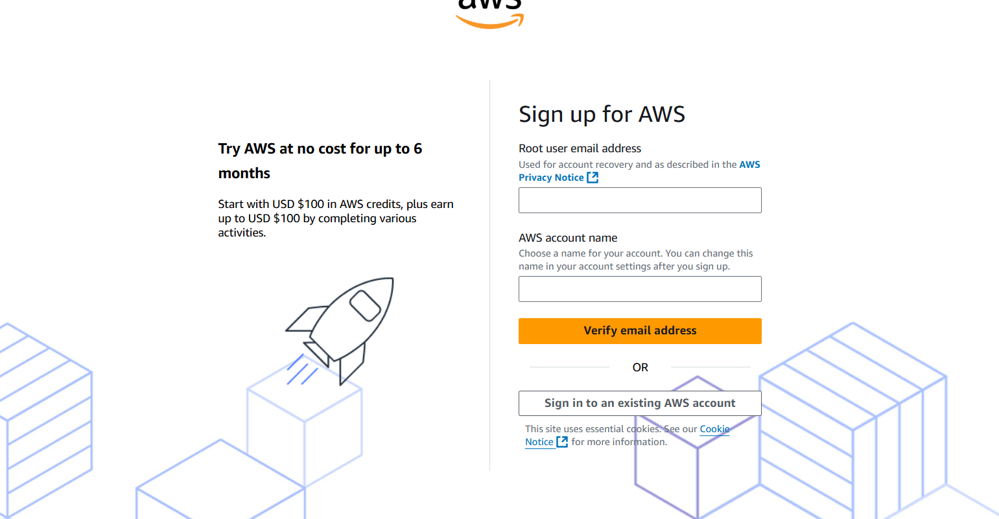 aws
Try AWS at no cost for up to 6
months
Start with USD $100 in AWS credits, plus earn
up to USD $100 by completing various
activities.
Sign up for AWS
Root user email address
Used for account recovery and as described in the AWS
Privacy Notice
AWS account name
Choose a name for your account. You can change this
name in your account settings after you sign up.
Verify email address
OR
Sign in to an existing AWS account
This site uses essential cookies. See our Cookie
Notice for more information.